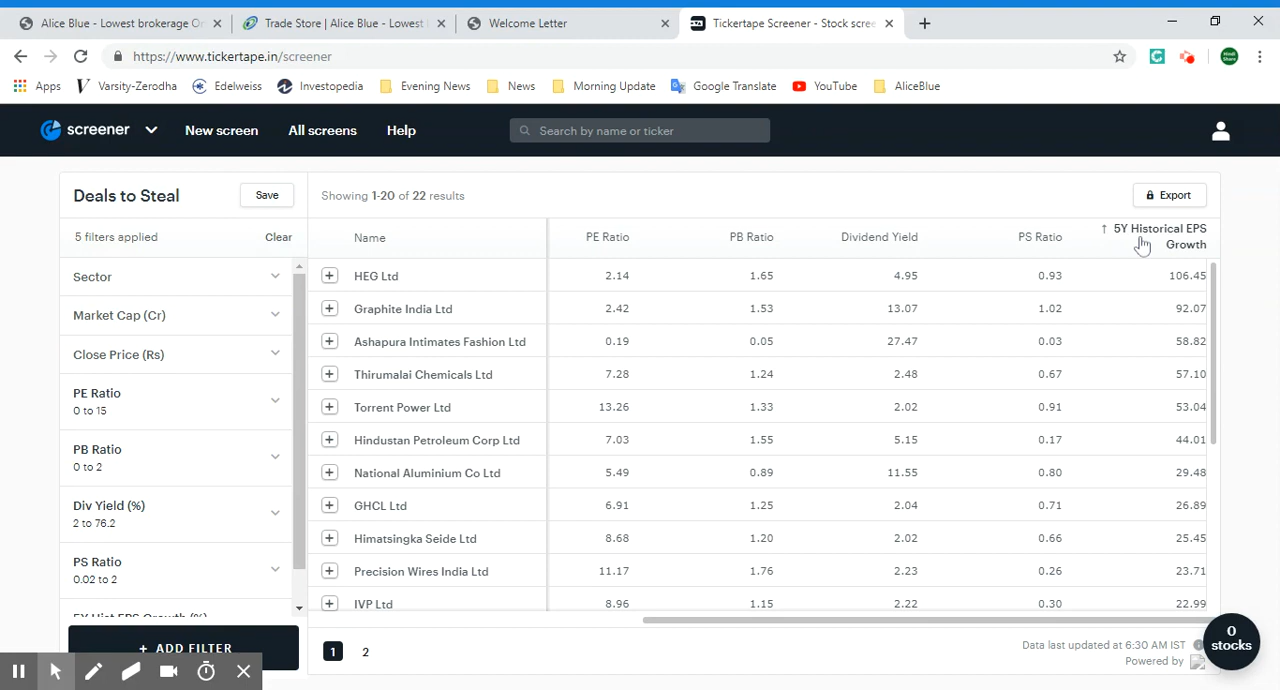 Alice Blue - Lowest brokerage On
Trade Store | Alice Blue - Lowest
Welcome Letter
Tickertape Screener - Stock scree
https://www.tickertape.in/screener
Apps
Varsity-Zerodha
Edelweiss
Investopedia
Evening News
News
Morning Update
Google Translate
YouTube
AliceBlue
screener
New screen
All screens
Help
Search by name or ticker
Deals to Steal
Save
Showing 1-20 of 22 results
Export
5 filters applied
Clear
Name
PE Ratio
PB Ratio
Dividend Yield
PS Ratio
↑ 5Y Historical EPS
Growth
Sector
Market Cap (Cr)
Close Price (Rs)
PE Ratio
0 to 15
PB Ratio
0 to 2
Div Yield (%)
2 to 76.2
PS Ratio
0.02 to 2
5Y Hist EPS Growth (%)
+ ADD FILTER
HEG Ltd 2.14 1.65 4.95 0.93 106.45
Graphite India Ltd 2.42 1.53 13.07 1.02 92.07
Ashapura Intimates Fashion Ltd 0.19 0.05 27.47 0.03 58.82
Thirumalai Chemicals Ltd 7.28 1.24 2.48 0.67 57.10
Torrent Power Ltd 13.26 1.33 2.02 0.91 53.04
Hindustan Petroleum Corp Ltd 7.03 1.55 5.15 0.17 44.01
National Aluminium Co Ltd 5.49 0.89 11.55 0.80 29.48
GHCL Ltd 6.91 1.25 2.04 0.71 26.89
Himatsingka Seide Ltd 8.68 1.20 2.02 0.66 25.45
Precision Wires India Ltd 11.17 1.76 2.23 0.26 23.71
IVP Ltd 8.96 1.15 2.22 0.30 22.99
1 2
Data last updated at 6:30 AM IST
Powered by
0
stocks